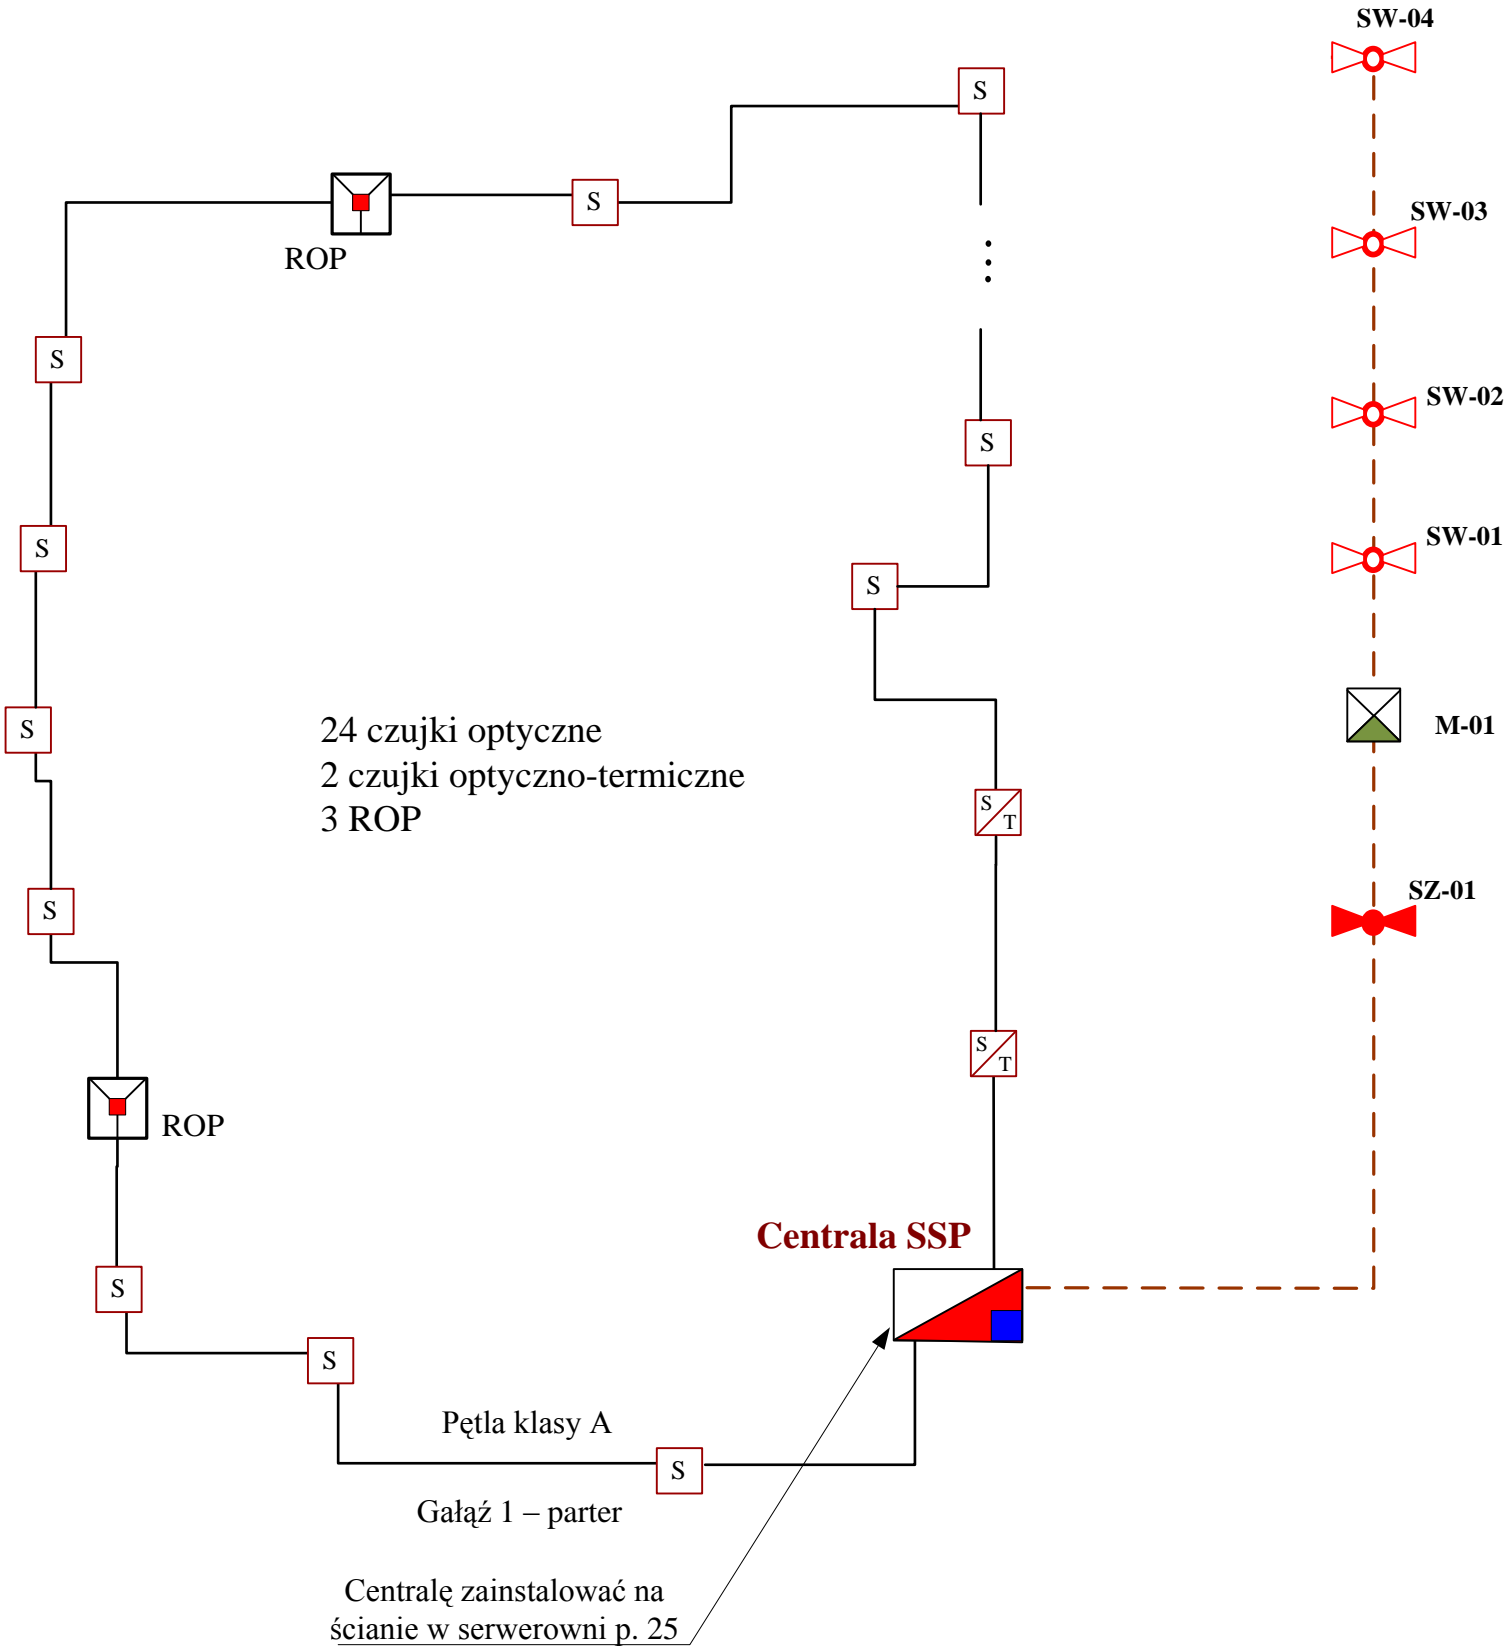 SW-04
S
S
ROP
SW-03
S
SW-02
S
S
SW-01
S
S
24 czujki optyczne
2 czujki optyczno-termiczne
3 ROP
M-01
S
T
S
SZ-01
S
T
ROP
Centrala SSP
S
S
Pętla klasy A
S
Gałąź 1 – parter
Centralę zainstalować na
ścianie w serwerowni p. 25